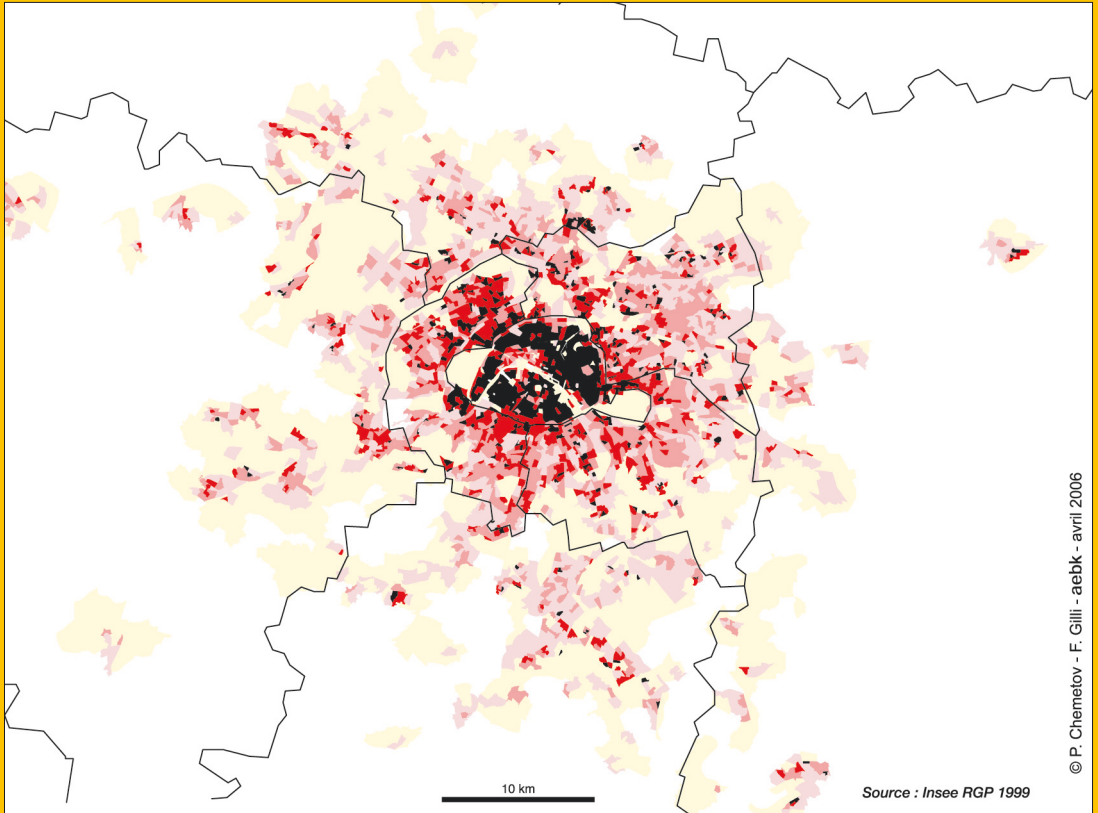 10 km
Source : Insee RGP 1999
© P. Chemetov - F. Gilli - aebk - avril 2006